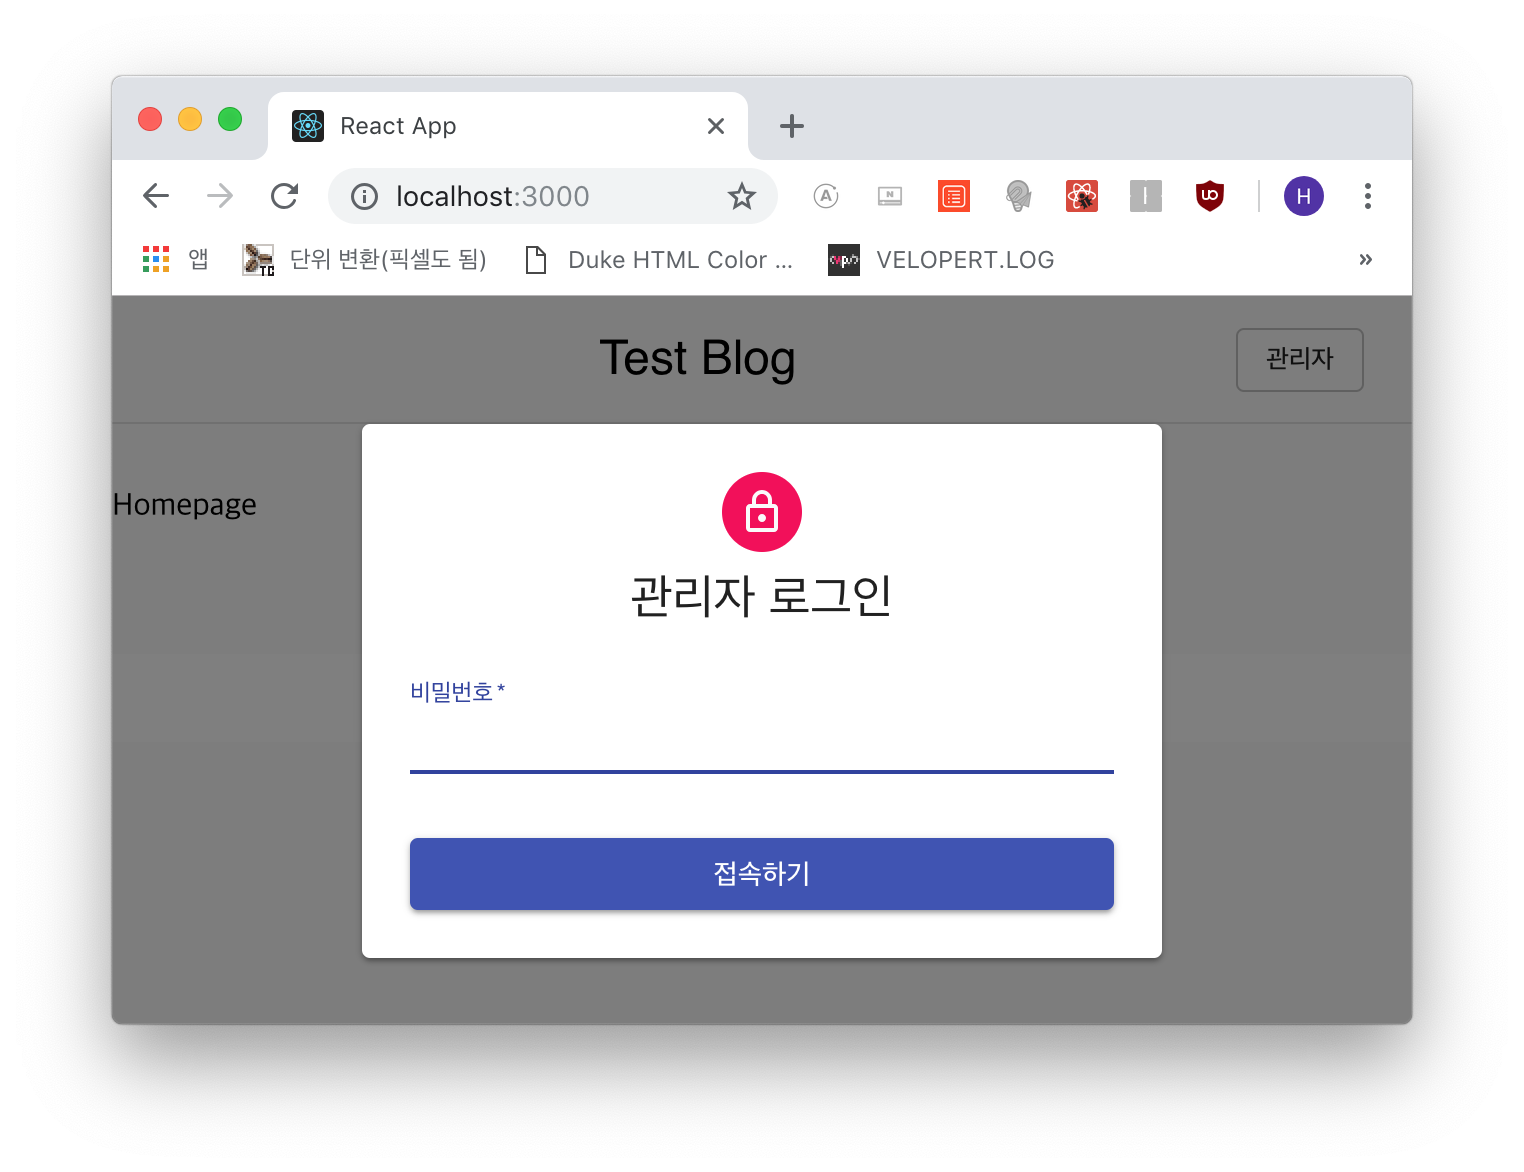 React App
localhost:3000
H
앱 단위 변환(픽셀도 됨) Duke HTML Color ... VELOPERT.LOG »
Test Blog 관리자
Homepage
관리자 로그인
비밀번호 *
접속하기